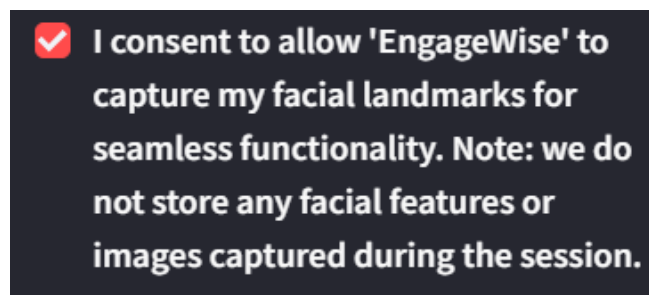 I consent to allow 'EngageWise' to
capture my facial landmarks for
seamless functionality. Note: we do
not store any facial features or
images captured during the session.